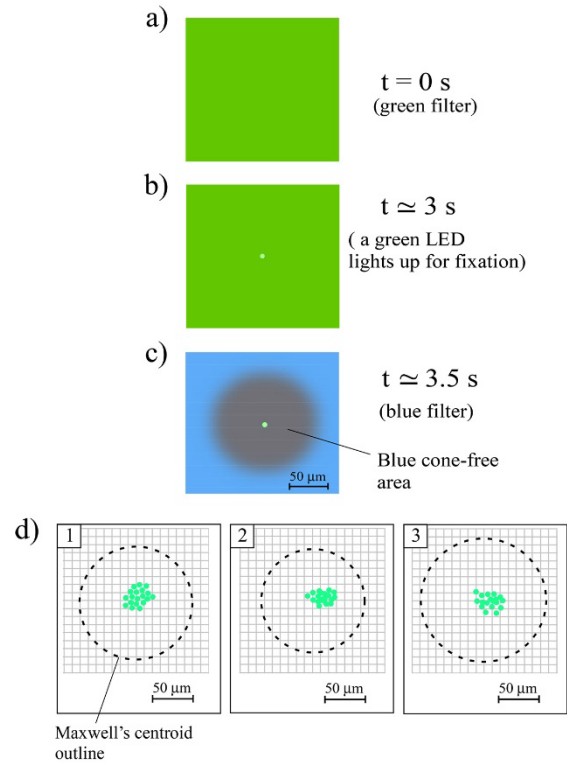 a)
t = 0 s
(green filter)
b)
t ≃ 3 s
( a green LED
lights up for fixation)
c)
t ≃ 3.5 s
(blue filter)
50 μm
Blue cone-free
area
d)
1
2
3
50 μm
50 μm
50 μm
Maxwell's centroid
outline